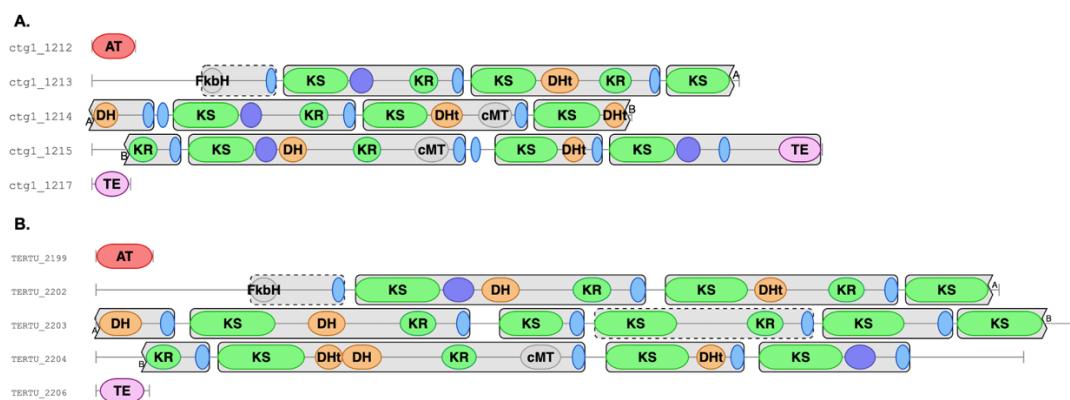 A.
ctg1_1212 AT
ctg1_1213 FkbH KS KR KS DHt KR KS A
ctg1_1214 A DH KS KR KS DHt cMT KS DHt B
ctg1_1215 B KR KS DH KR cMT KS DHt KS TE
ctg1_1217 TE
B.
TERTU_2199 AT
TERTU_2202 FkbH KS DH KR KS DHt KR KS A
TERTU_2203 A DH KS DH KR KS KS KR KS KS B
TERTU_2204 B KR KS DHt DH KR cMT KS DHt KS
TERTU_2206 TE